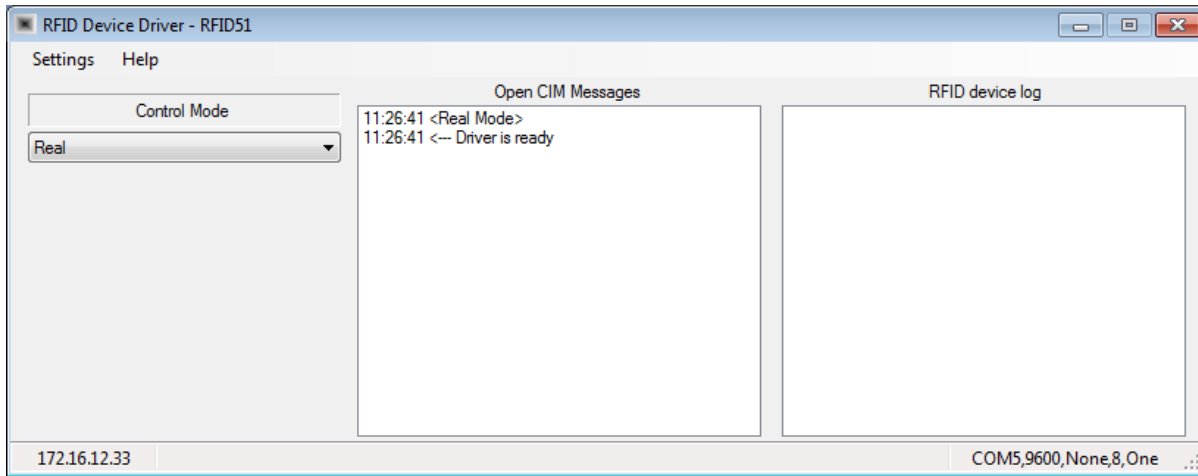 RFID Device Driver - RFID51
Settings Help
Control Mode
Real
Open CIM Messages
11:26:41 <Real Mode>
11:26:41 <--- Driver is ready
RFID device log
172.16.12.33
COM5,9600,None,8,One